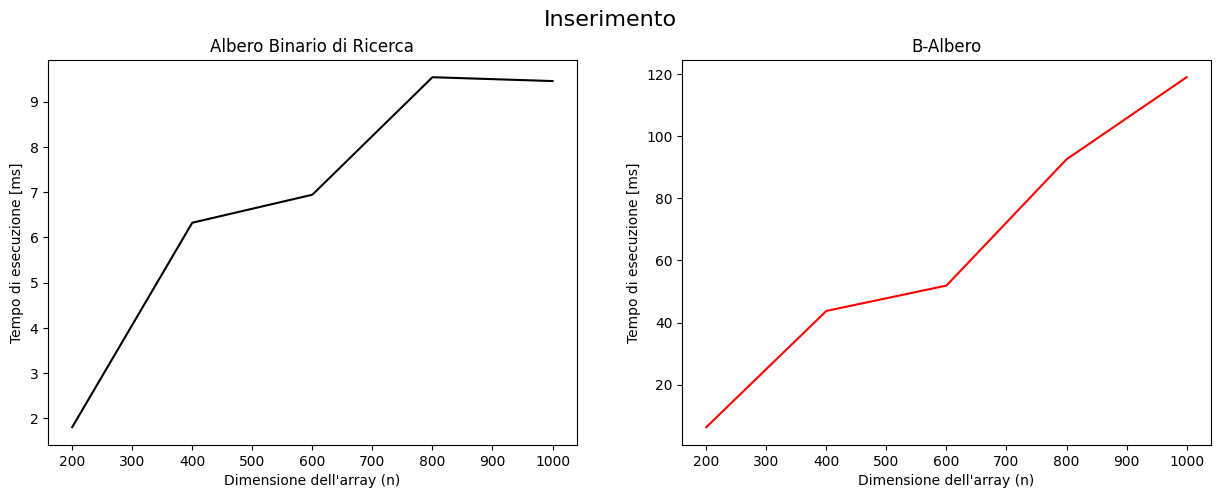 Inserimento
Albero Binario di Ricerca
Tempo di esecuzione [ms]
9
8
7
6
5
4
3
2
200 300 400 500 600 700 800 900 1000
Dimensione dell'array (n)
B-Albero
Tempo di esecuzione [ms]
120
100
80
60
40
20
200 300 400 500 600 700 800 900 1000
Dimensione dell'array (n)